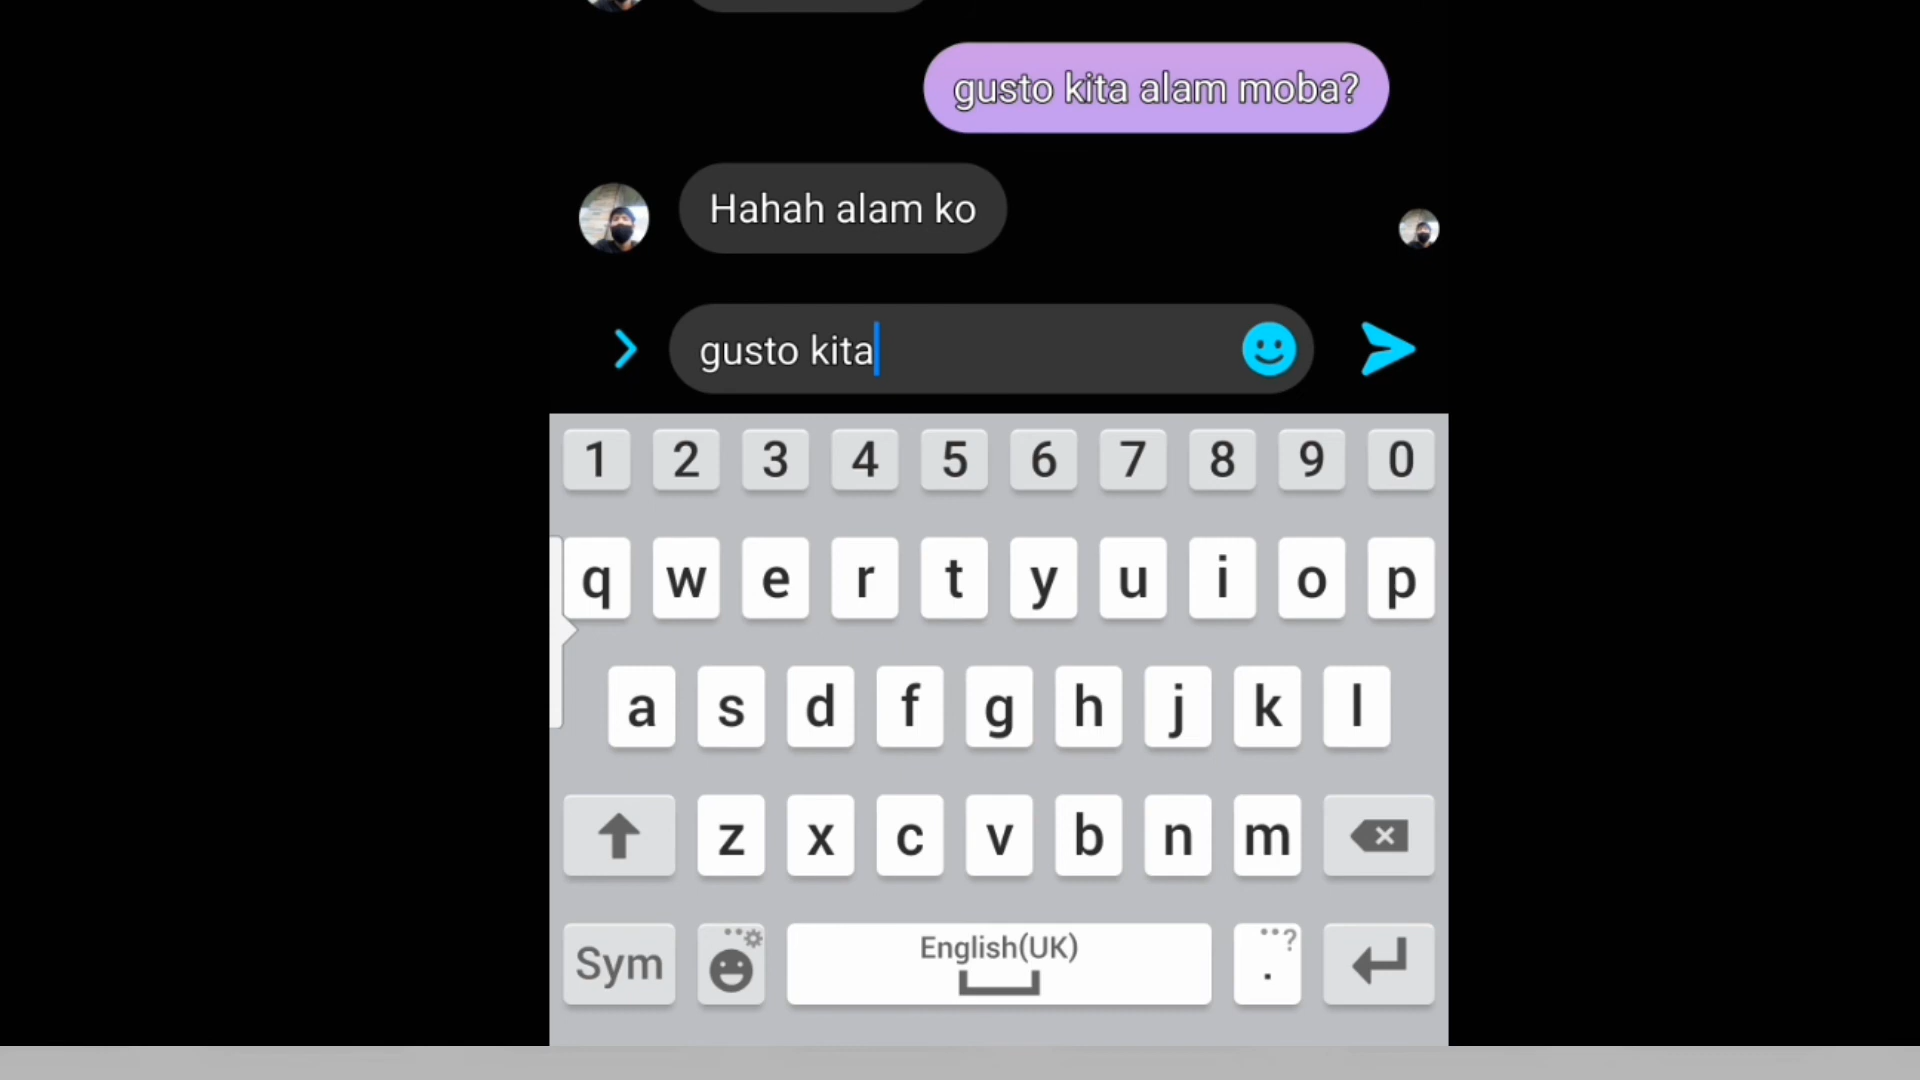 gusto kita alam moba?
Hahah alam ko
gusto kita
1 2 3 4 5 6 7 8 9 0
q w e r t y u i o p
a s d f g h j k l
z x c v b n m
Sym English(UK) . ?